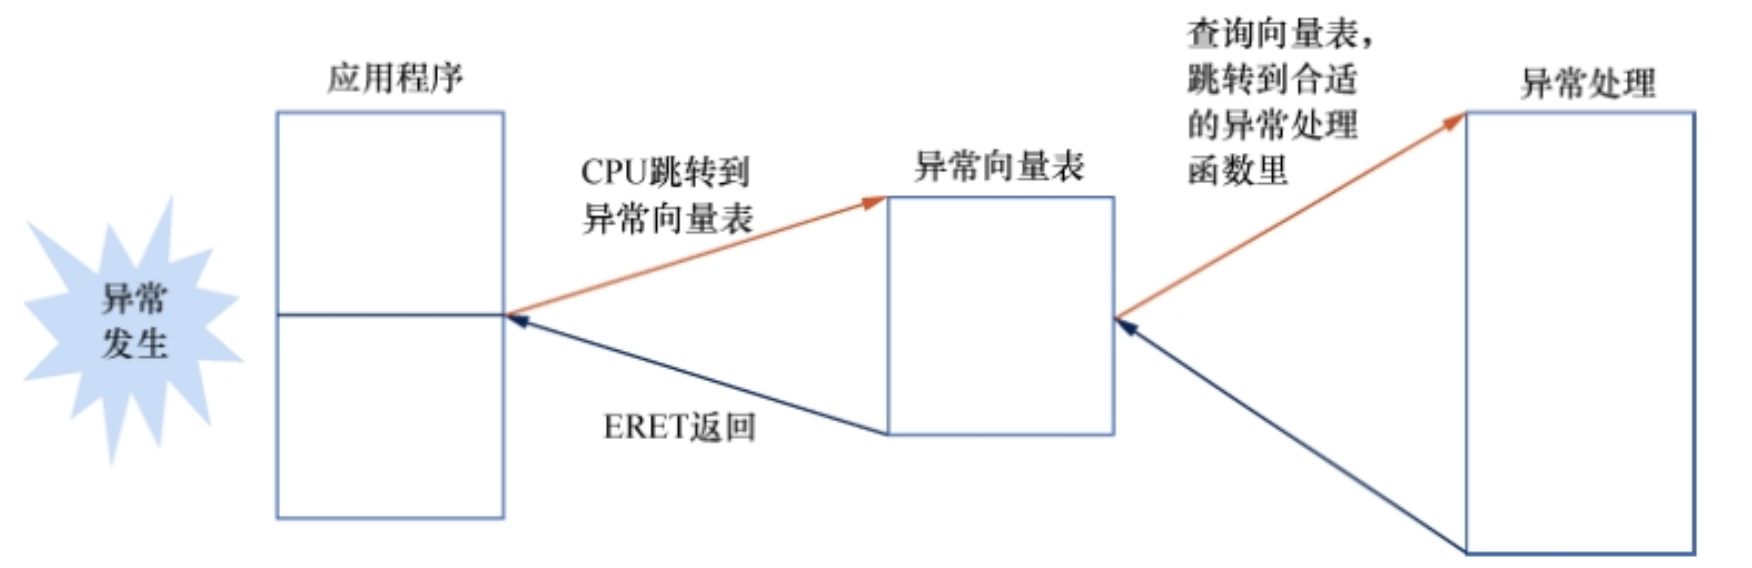 异常
发生
应用程序
CPU跳转到
异常向量表
ERET返回
异常向量表
查询向量表，
跳转到合适
的异常处理
函数里
异常处理